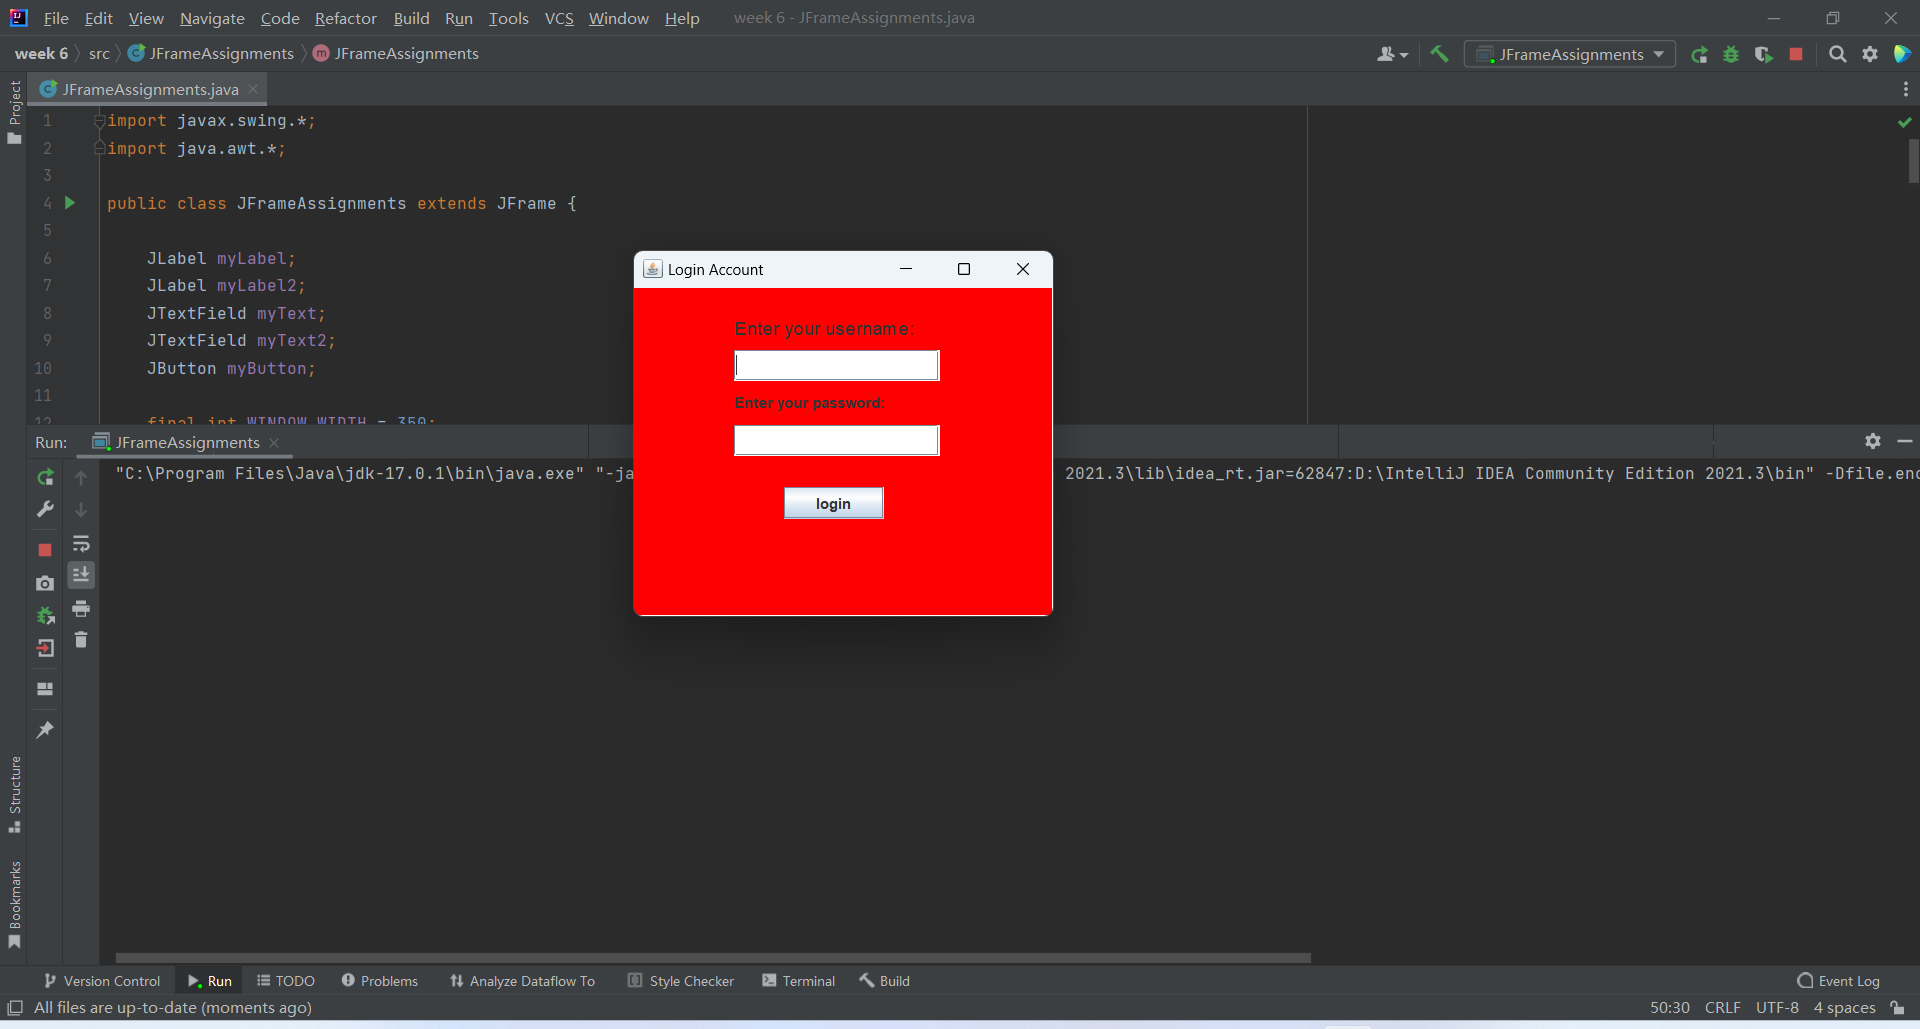 File Edit View Navigate Code Refactor Build Run Tools VCS Window Help week 6 - JFrameAssignments.java
week 6 src JFrameAssignments JFrameAssignments JFrameAssignments
Project
JFrameAssignments.java
1 import javax.swing.*;
2 import java.awt.*;
3
4 public class JFrameAssignments extends JFrame {
5
6 JLabel myLabel;
7 JLabel myLabel2;
8 JTextField myText;
9 JTextField myText2;
10 JButton myButton;
11
12 final int WINDOW_WIDTH = 350;
Login Account
Enter your username:
Enter your password:
login
Run: JFrameAssignments
"C:\Program Files\Java\jdk-17.0.1\bin\java.exe" "-ja 2021.3\lib\idea_rt.jar=62847:D:\IntelliJ IDEA Community Edition 2021.3\bin" -Dfile.enc
Structure
Bookmarks
Version Control Run TODO Problems Analyze Dataflow To Style Checker Terminal Build Event Log
All files are up-to-date (moments ago) 50:30 CRLF UTF-8 4 spaces